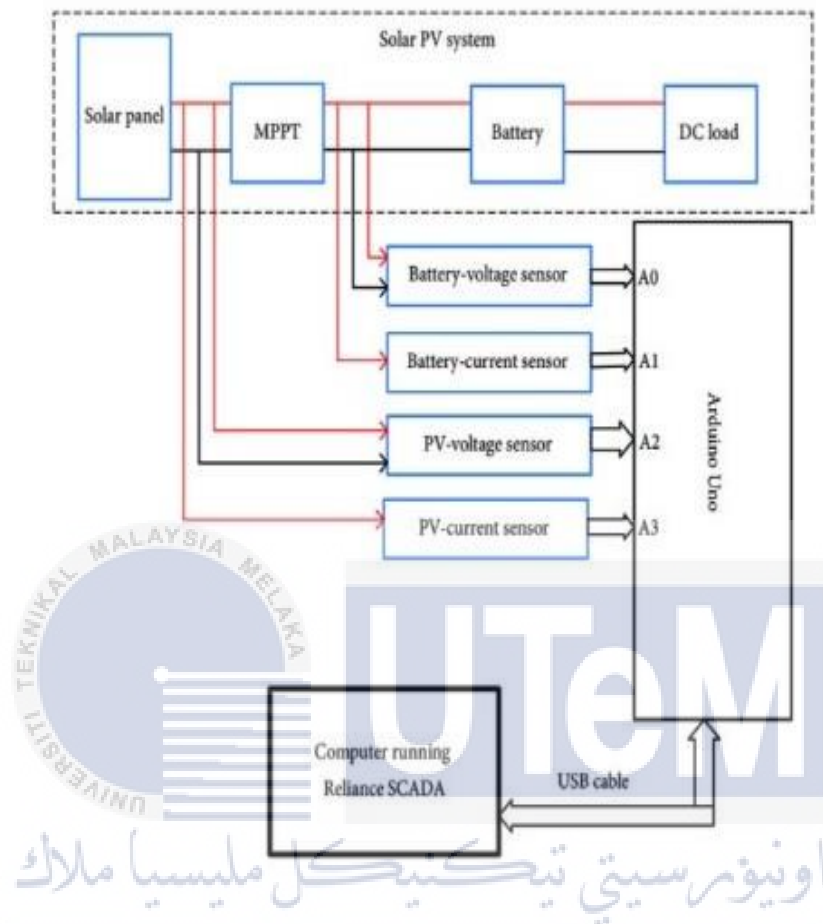 Solar PV system
Solar panel
MPPT
Battery
DC load
Battery-voltage sensor
A0
Battery-current sensor
A1
PV-voltage sensor
A2
PV-current sensor
A3
Arduino Uno
Computer running
Reliance SCADA
USB cable
UNIVERSITI TEKNIKAL MALAYSIA MELAKA
UTeM
اونيۏرسيتي تيكنيكل مليسيا ملاك